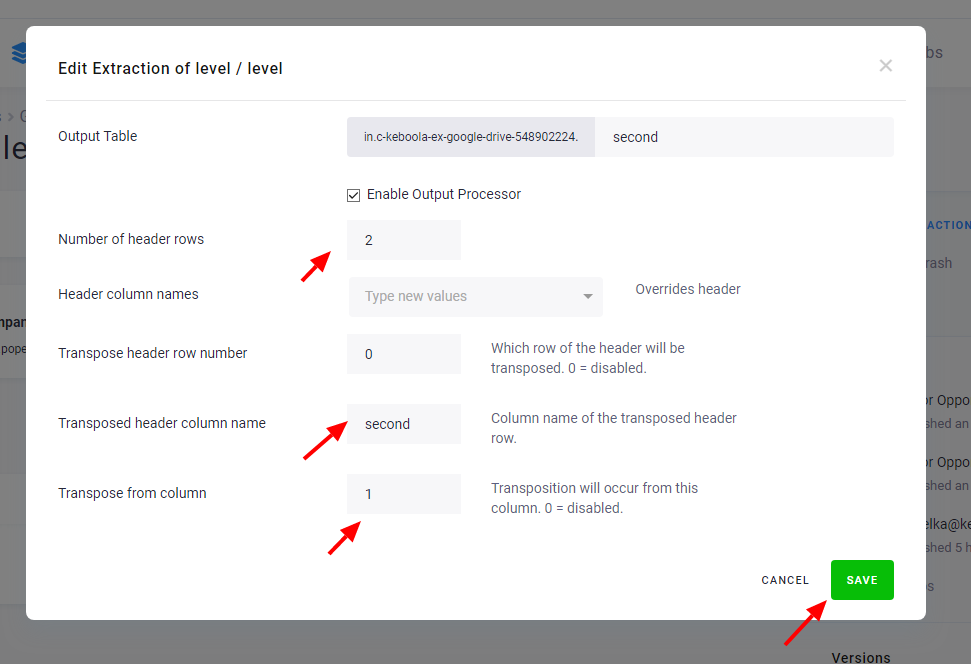 bs
Edit Extraction of level / level
le
Output Table
in.c-keboola-ex-google-drive-548902224.
second
Enable Output Processor
ACTION
Number of header rows
2
rash
Header column names
Type new values
Overrides header
mpan
pope
Transpose header row number
0
Which row of the header will be
transposed. 0 = disabled.
or Oppo
Transposed header column name
second
Column name of the transposed header
row.
shed an
or Oppo
Transpose from column
1
Transposition will occur from this
column. 0 = disabled.
shed an
elka@ke
shed 5 h
CANCEL
SAVE
s
Versions